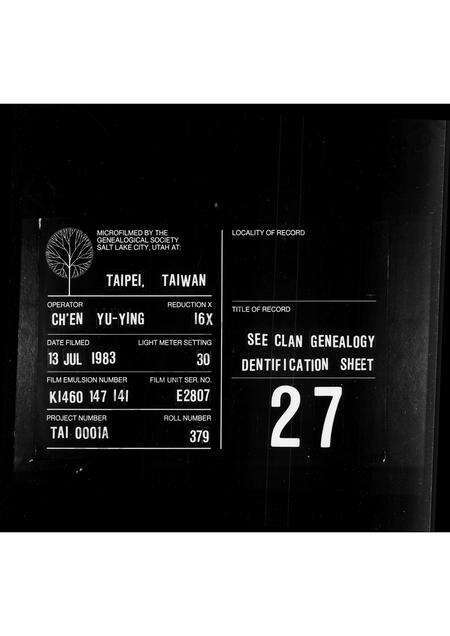 MICROFILMED BY THE
GENEALOGICAL SOCIETY
SALT LAKE CITY, UTAH AT:
TAIPEI, TAIWAN
OPERATOR REDUCTION X
CH'EN YU-YING 16X
DATE FILMED LIGHT METER SETTING
13 JUL 1983 30
FILM EMULSION NUMBER FILM UNIT SER. NO.
K1460 147 141 E2807
PROJECT NUMBER ROLL NUMBER
TAI 0001A 379
LOCALITY OF RECORD
TITLE OF RECORD
SEE CLAN GENEALOGY
DENTIFICATION SHEET
27